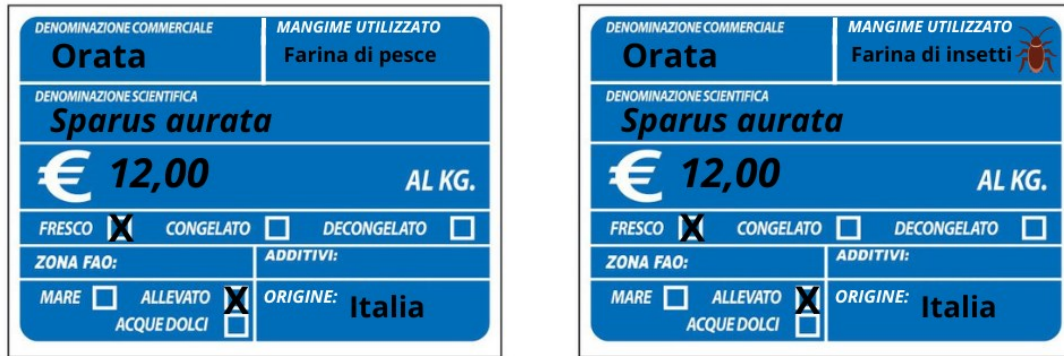 DENOMINAZIONE COMMERCIALE MANGIME UTILIZZATO
Orata Farina di pesce
DENOMINAZIONE SCIENTIFICA
Sparus aurata
€ 12,00 AL KG.
FRESCO X CONGELATO DECONGELATO
ZONA FAO: ADDITIVI:
MARE ALLEVATO X ORIGINE: Italia
ACQUE DOLCI
DENOMINAZIONE COMMERCIALE MANGIME UTILIZZATO
Orata Farina di insetti
DENOMINAZIONE SCIENTIFICA
Sparus aurata
€ 12,00 AL KG.
FRESCO X CONGELATO DECONGELATO
ZONA FAO: ADDITIVI:
MARE ALLEVATO X ORIGINE: Italia
ACQUE DOLCI